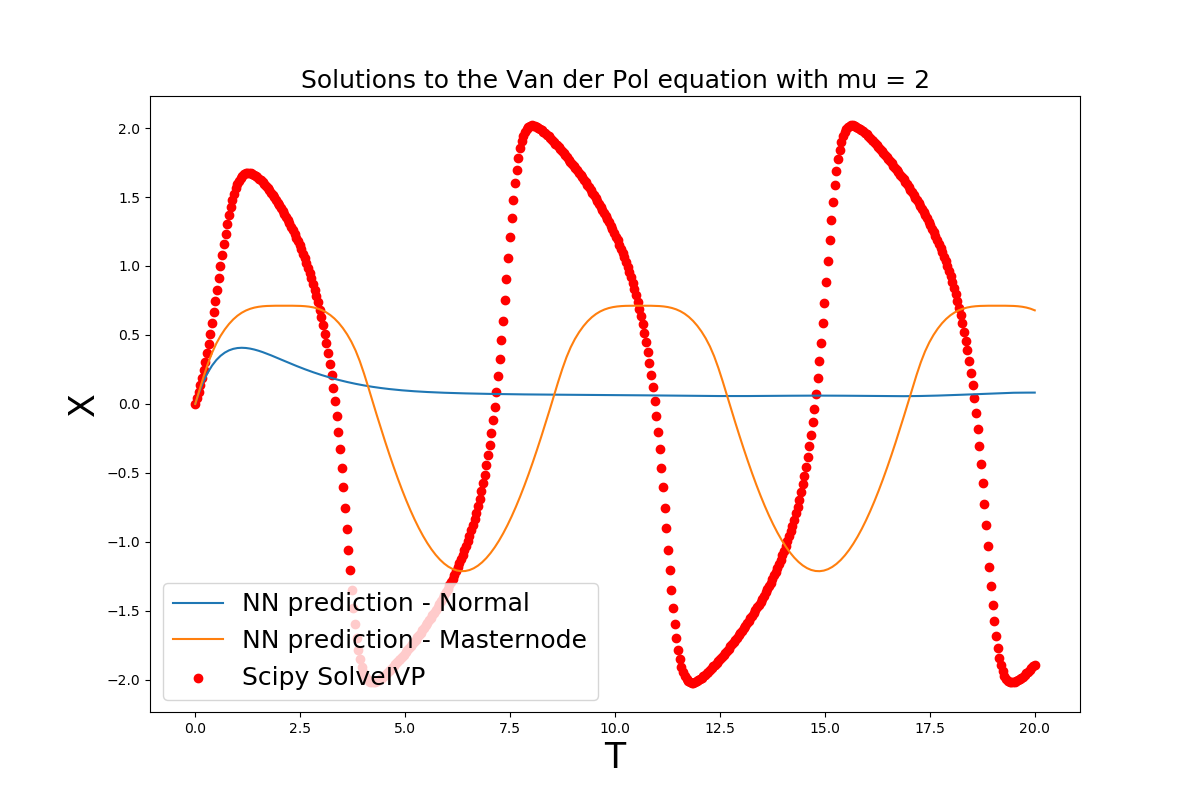 Solutions to the Van der Pol equation with mu = 2
2.0
1.5
1.0
0.5
0.0
−0.5
−1.0
−1.5
−2.0
X
NN prediction - Normal
NN prediction - Masternode
Scipy SolveIVP
0.0 2.5 5.0 7.5 10.0 12.5 15.0 17.5 20.0
T